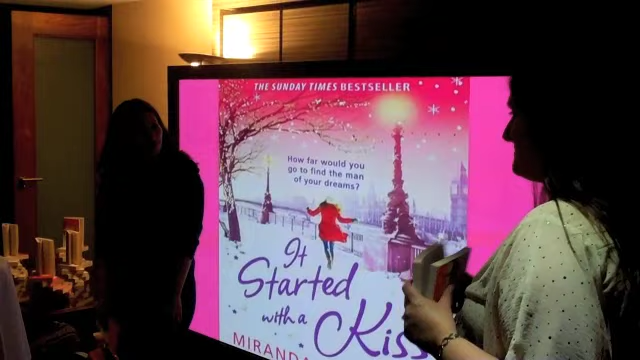 THE SUNDAY TIMES BESTSELLER
How far would you
go to find the man
of your dreams?
It
Started
with a
Kiss
MIRANDA